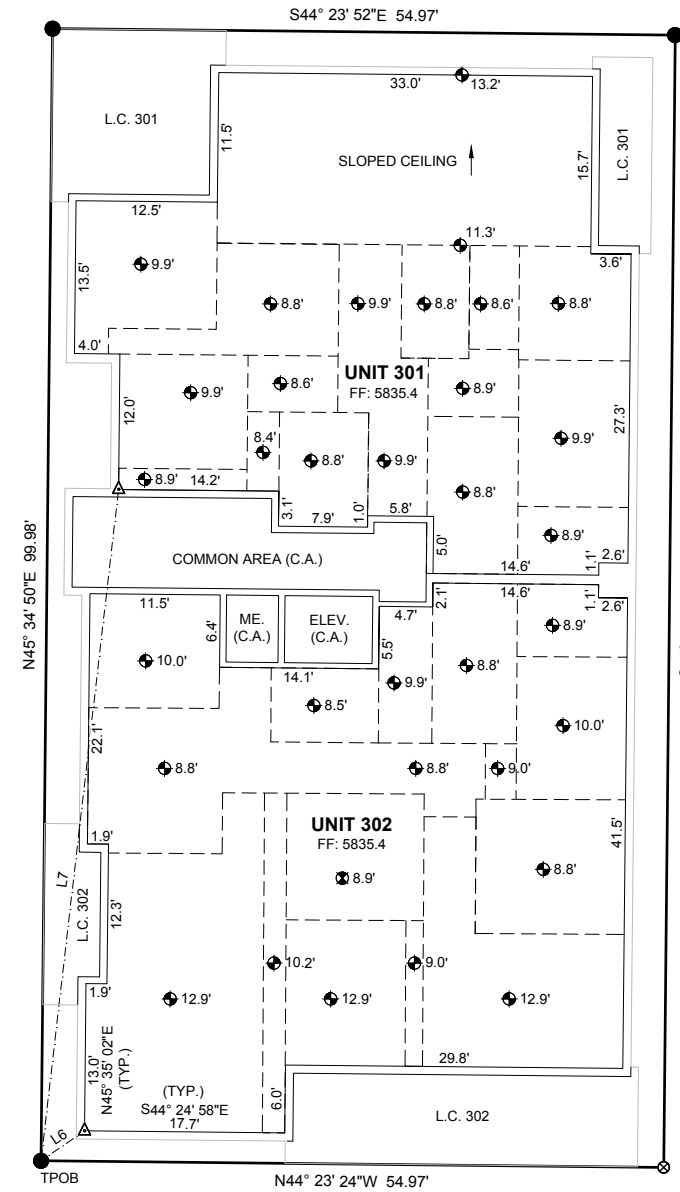 S44° 23' 52"E 54.97'
33.0'
13.2'
L.C. 301
11.5'
SLOPED CEILING
15.7'
L.C. 301
12.5'
11.3'
3.6'
13.5'
9.9'
8.8'
9.9'
8.8'
8.6'
8.8'
4.0'
UNIT 301
FF: 5835.4
8.6'
8.9'
9.9'
12.0'
27.3'
8.4'
9.9'
8.8'
9.9'
8.8'
8.9'
14.2'
3.1'
7.9'
1.0'
5.8'
8.9'
5.0'
1.1'
2.6'
COMMON AREA (C.A.)
14.6'
14.6'
N45° 34' 50"E 99.98'
11.5'
6.4'
ME.
(C.A.)
ELEV.
(C.A.)
4.7'
2.1'
1.1'
2.6'
5.5'
8.9'
10.0'
14.1'
9.9'
8.8'
8.5'
10.0'
22.1'
8.8'
8.8'
9.0'
UNIT 302
FF: 5835.4
1.9'
41.5'
8.9'
8.8'
L7
L.C. 302
12.3'
10.2'
9.0'
1.9'
12.9'
12.9'
12.9'
13.0'
N45° 35' 02"E
(TYP.)
29.8'
(TYP.)
S44° 24' 58"E
17.7'
6.0'
L.C. 302
L6
TPOB
N44° 23' 24"W 54.97'